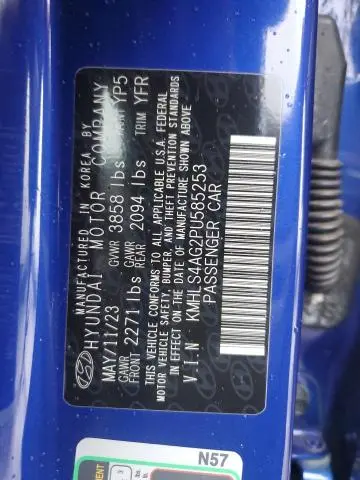 MANUFACTURED IN KOREA BY
HYUNDAI MOTOR COMPANY
MAY/11/23 GVWR 3858 lbs PAINT YP5
GAWR FRONT 2271 lbs GAWR REAR 2094 lbs TRIM YFR
THIS VEHICLE CONFORMS TO ALL APPLICABLE U.S.A. FEDERAL
MOTOR VEHICLE SAFETY, BUMPER, AND THEFT PREVENTION STANDARDS
IN EFFECT ON THE DATE OF MANUFACTURE SHOWN ABOVE
V.I.N KMHLS4AG2PU585253
PASSENGER CAR
N57